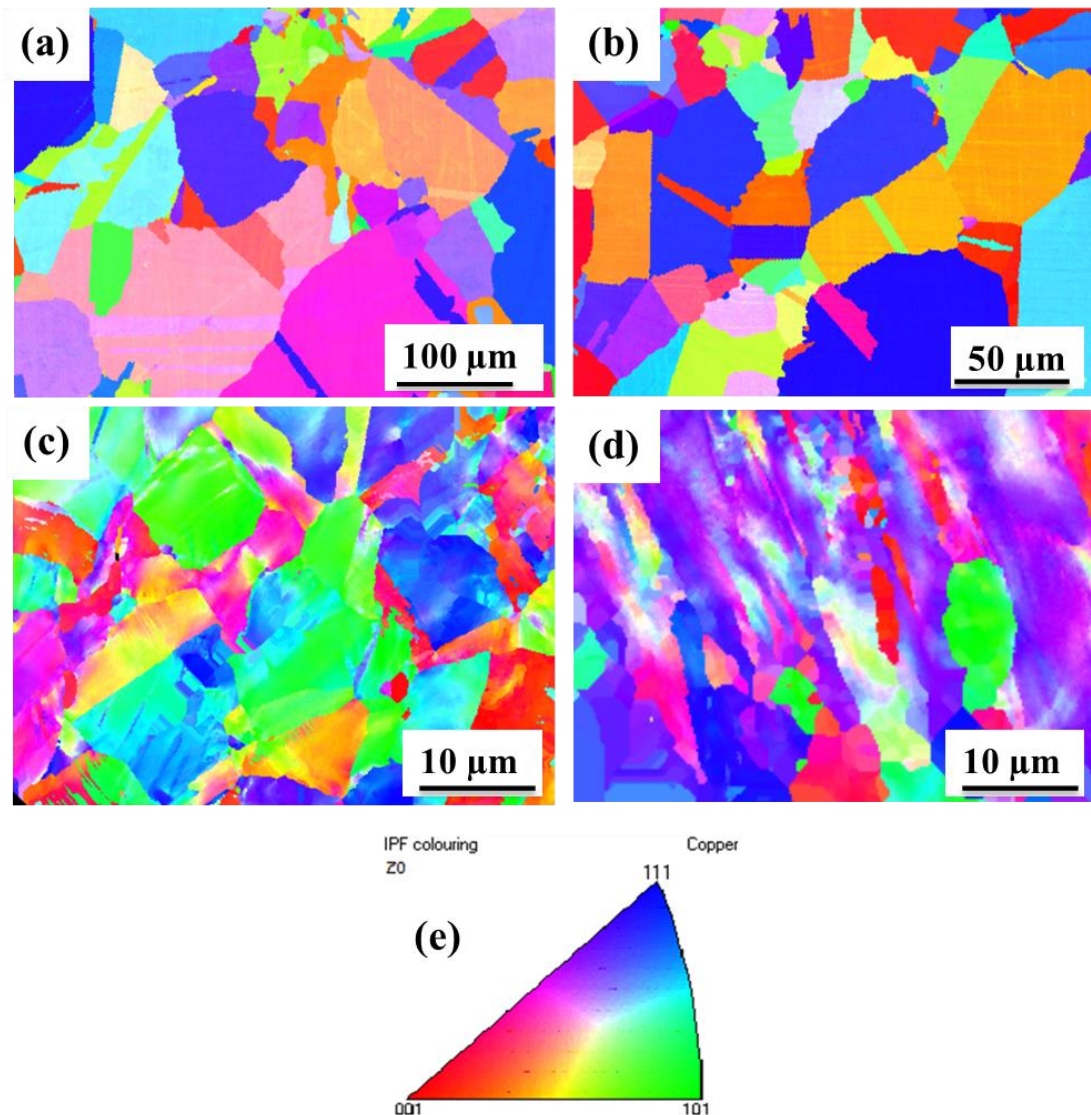 (a)
(b)
100 μm
50 μm
(c)
(d)
10 μm
10 μm
IPF colouring
Copper
Z0
111
(e)
001
101